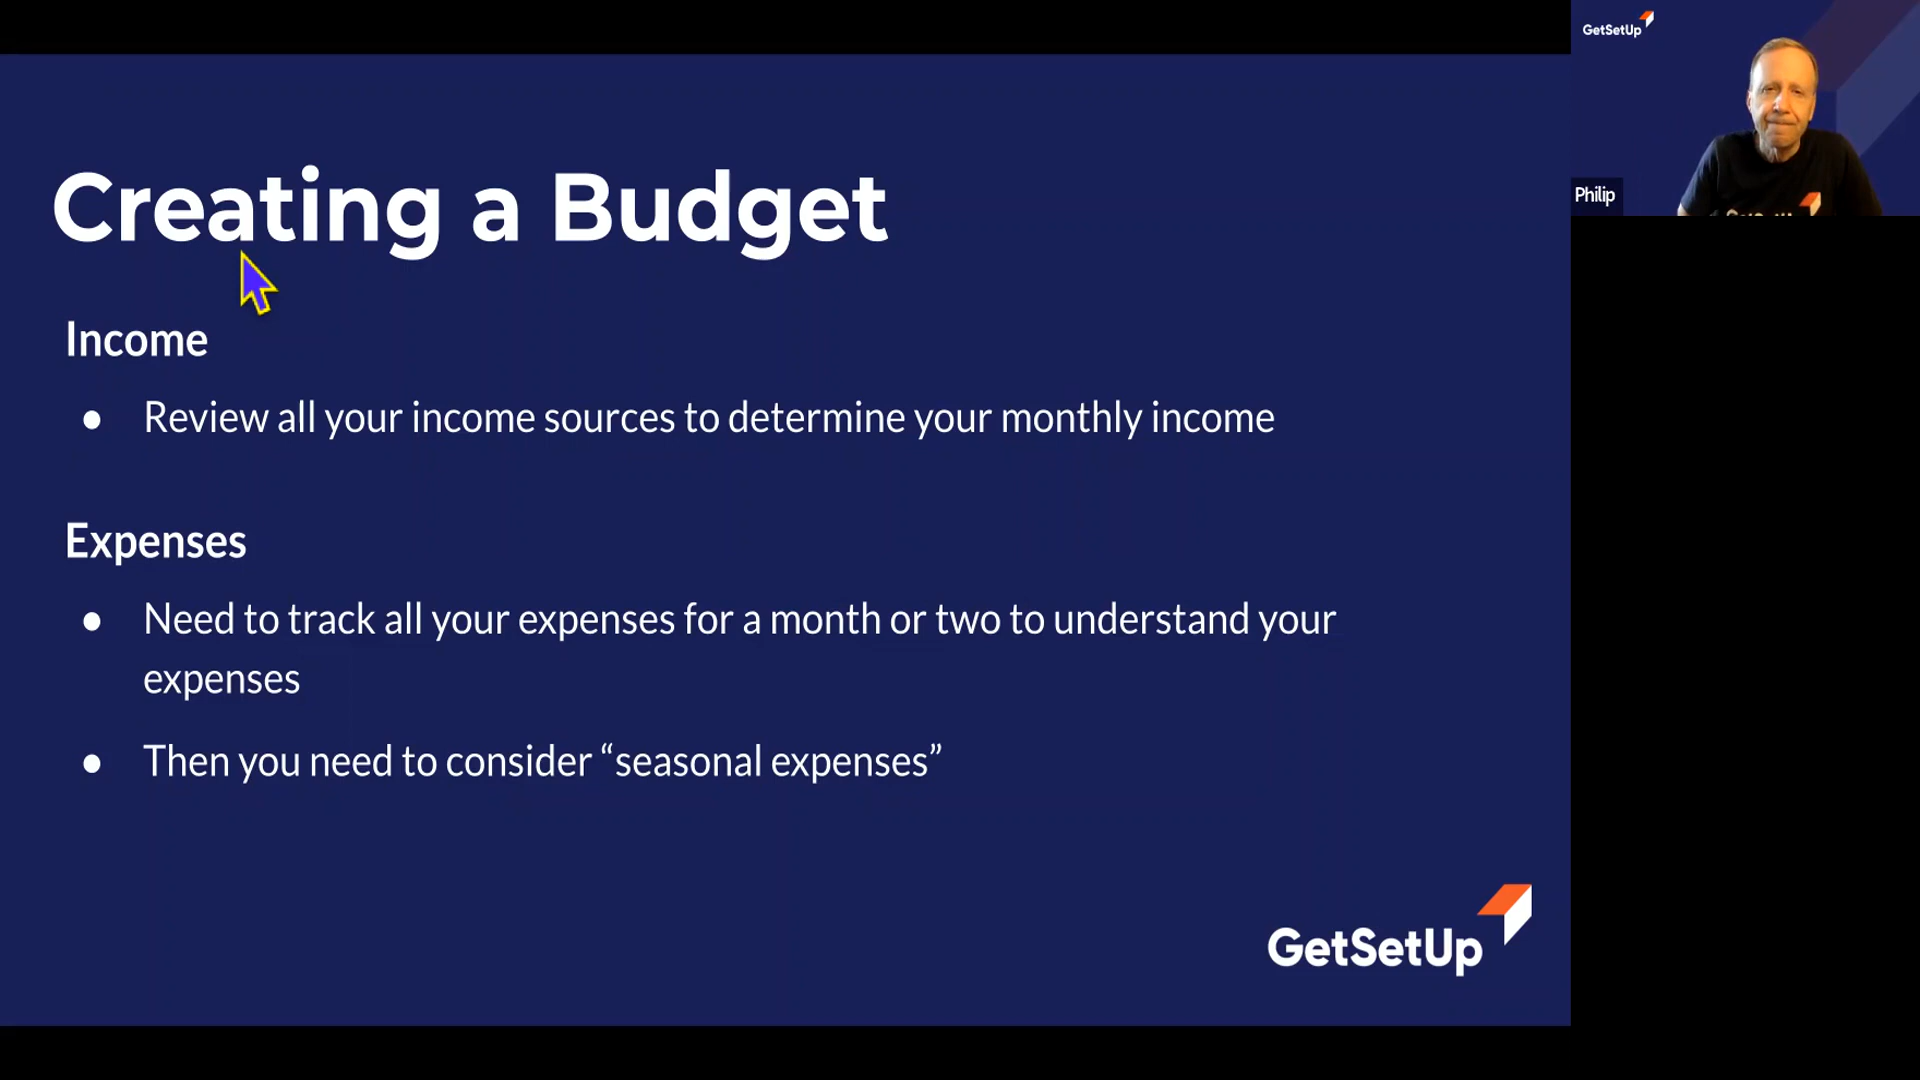 GetSetUp
Philip
Creating a Budget
Income
● Review all your income sources to determine your monthly income
Expenses
● Need to track all your expenses for a month or two to understand your
expenses
● Then you need to consider “seasonal expenses”
GetSetUp